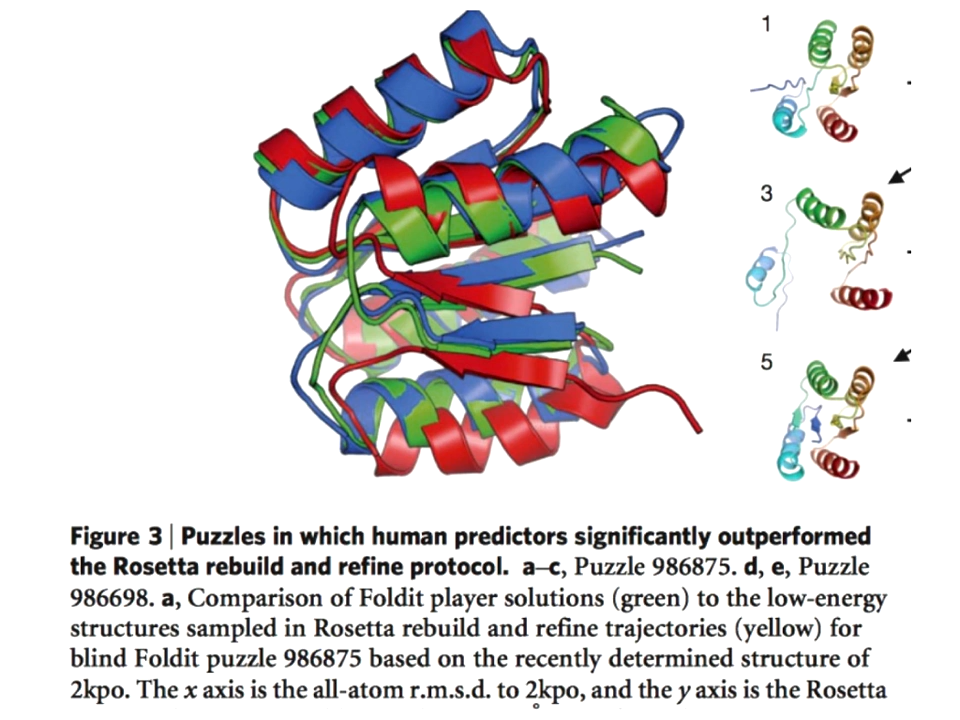 1
3
5
Figure 3 | Puzzles in which human predictors significantly outperformed
the Rosetta rebuild and refine protocol. a–c, Puzzle 986875. d, e, Puzzle
986698. a, Comparison of Foldit player solutions (green) to the low-energy
structures sampled in Rosetta rebuild and refine trajectories (yellow) for
blind Foldit puzzle 986875 based on the recently determined structure of
2kpo. The x axis is the all-atom r.m.s.d. to 2kpo, and the y axis is the Rosetta